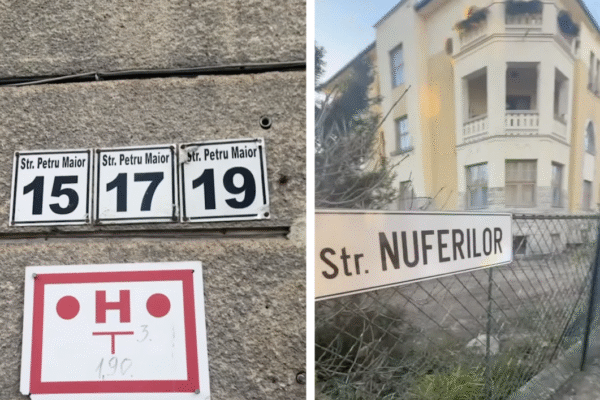 Str. Petru Maior
15
Str. Petru Maior
17
Str. Petru Maior
19
H
3.
1.90.
Str. NUFERILOR